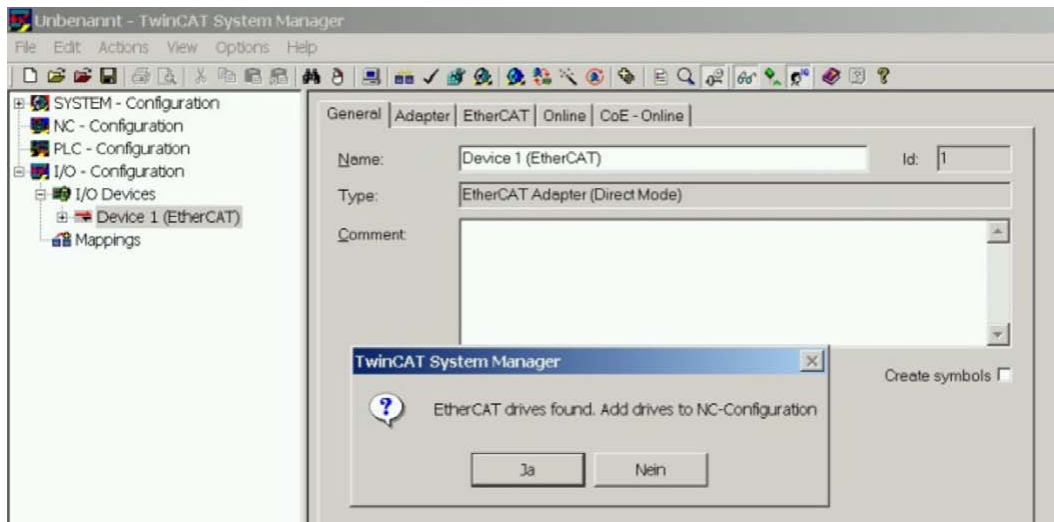 Unbenannt - TwinCAT System Manager
File Edit Actions View Options Help
SYSTEM - Configuration
NC - Configuration
PLC - Configuration
I/O - Configuration
I/O Devices
Device 1 (EtherCAT)
Mappings
General Adapter EtherCAT Online CoE - Online
Name: Device 1 (EtherCAT) Id: 1
Type: EtherCAT Adapter (Direct Mode)
Comment:
TwinCAT System Manager
Create symbols
EtherCAT drives found. Add drives to NC-Configuration
Ja Nein